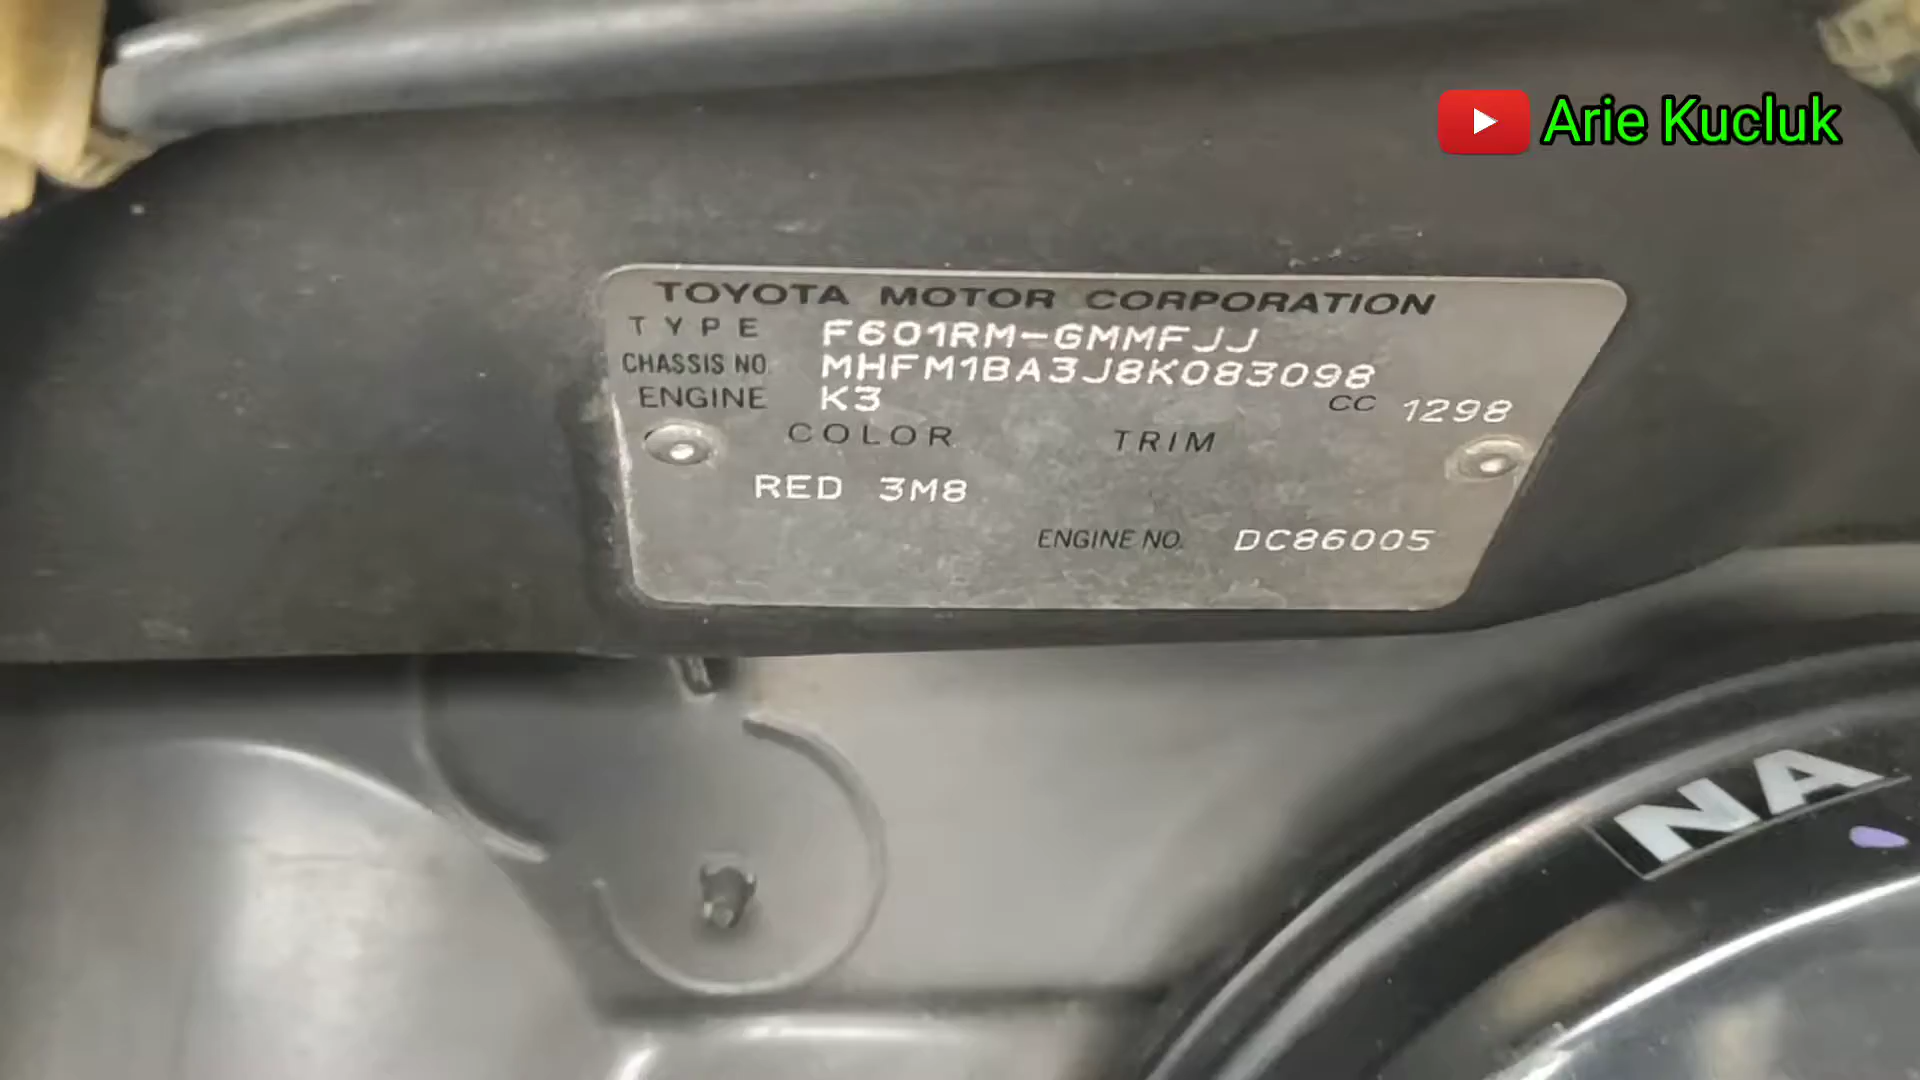 Arie Kucluk
TOYOTA MOTOR CORPORATION
TYPE F601RM-GMMFJJ
CHASSIS NO. MHFM1BA3J8K083098
ENGINE K3 CC 1298
COLOR TRIM
RED 3M8
ENGINE NO. DC86005
NA